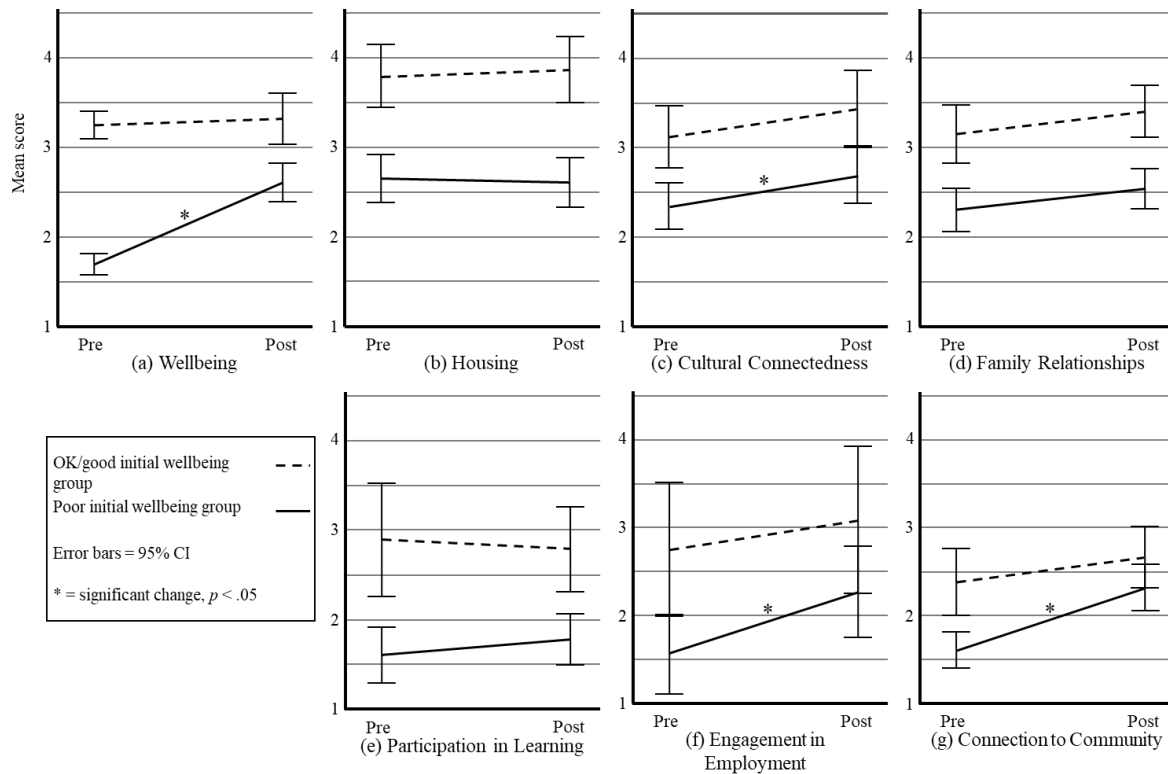 Mean score
4
3
2
1
Pre
Post
*
(a) Wellbeing
4
3
2
1
Pre
Post
(b) Housing
4
3
2
1
Pre
Post
*
(c) Cultural Connectedness
4
3
2
1
Pre
Post
(d) Family Relationships
OK/good initial wellbeing
group
Poor initial wellbeing group
Error bars = 95% CI
* = significant change, p < .05
4
3
2
1
Pre
Post
(e) Participation in Learning
4
3
2
1
Pre
Post
*
(f) Engagement in
Employment
4
3
2
1
Pre
Post
*
(g) Connection to Community